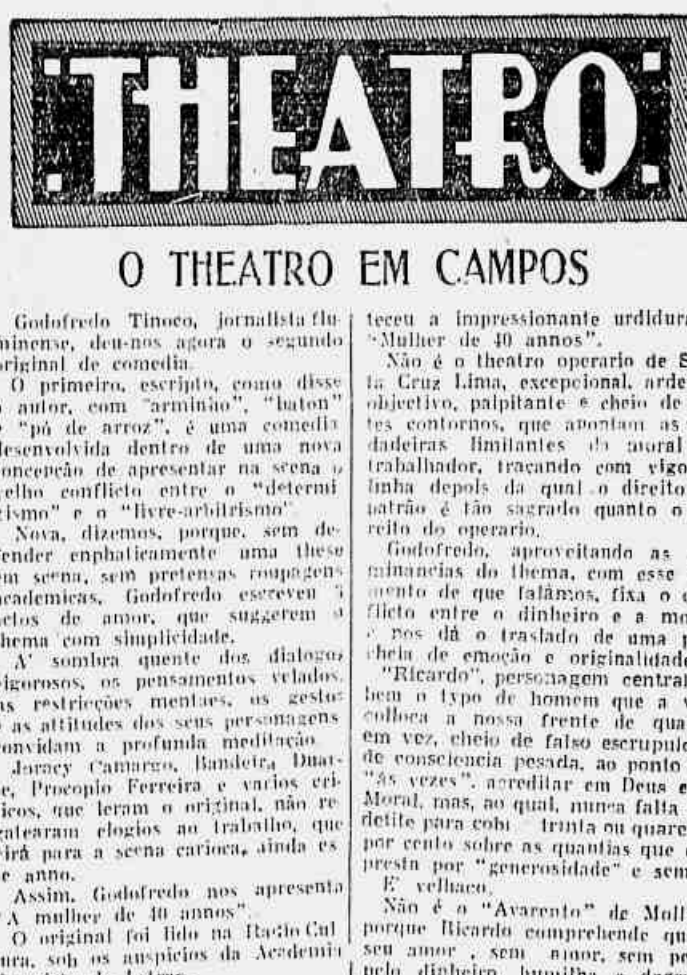 THEATRO
O THEATRO EM CAMPOS
Godofredo Tinoco, jornalista flu-
minense, deu-nos agora o segundo
original de comedia.
O primeiro, escripto, como disse
o autor, com "arminão", "baton"
e "pó de arroz", é uma comedia
desenvolvida dentro de uma nova
concepção de apresentar na scena o
velho conflicto entre o "determi
nismo" e o "livre-arbitrismo"
Nova, dizemos, porque, sem de-
fender enphaticamente uma these
em scena, sem pretensas roupagens
academicas, Godofredo escreveu 3
actos de amor, que suggerem o
thema com simplicidade.
A' sombra quente dos dialogos
vigorosos, os pensamentos velados,
as restricções mentaes, os gestos
e as attitudes dos seus personagens
convidam a profunda meditação
Joracy Camargo, Bandeira Duar-
te, Procopio Ferreira e varios cri-
ticos, que leram o original, não re-
gatearam elogios ao trabalho, que
irá para a scena carioca, ainda es
te anno.
Assim, Godofredo nos apresenta
"A mulher de 40 annos".
O original foi lido na Radio Cul
tura, sob os auspicios da Academia
teceu a impressionante urdidura
"Mulher de 40 annos".
Não é o theatro operario de S
ta Cruz Lima, excepcional, arde
objectivo, palpitante e cheio de
tes contornos, que apontam as
dadeiras limitantes da moral
trabalhador, traçando com vigo
linha depois da qual o direito
patrão é tão sagrado quanto o
reito do operario.
Godofredo, aproveitando as
minancias do thema, com esse
mento de que falámos, fixa o c
flicto entre o dinheiro e a mo
e nos dá o traslado de uma p
cheia de emoção e originalidade
"Ricardo", personagem central
bem o typo de homem que a v
colloca a nossa frente de qua
em vez, cheio de falso escrupulo
de consciencia pesada, ao ponto
"ás vezes", acreditar em Deus e
Moral, mas, ao qual, nunca falta
detite para cobr trinta ou quare
por cento sobre as quantias que
presta por "generosidade" e sem
E' velhaco.
Não é o "Avarento" de Moll
porque Ricardo comprehende qu
seu amor, sem amor, sem pe
pelo dinheiro humilha